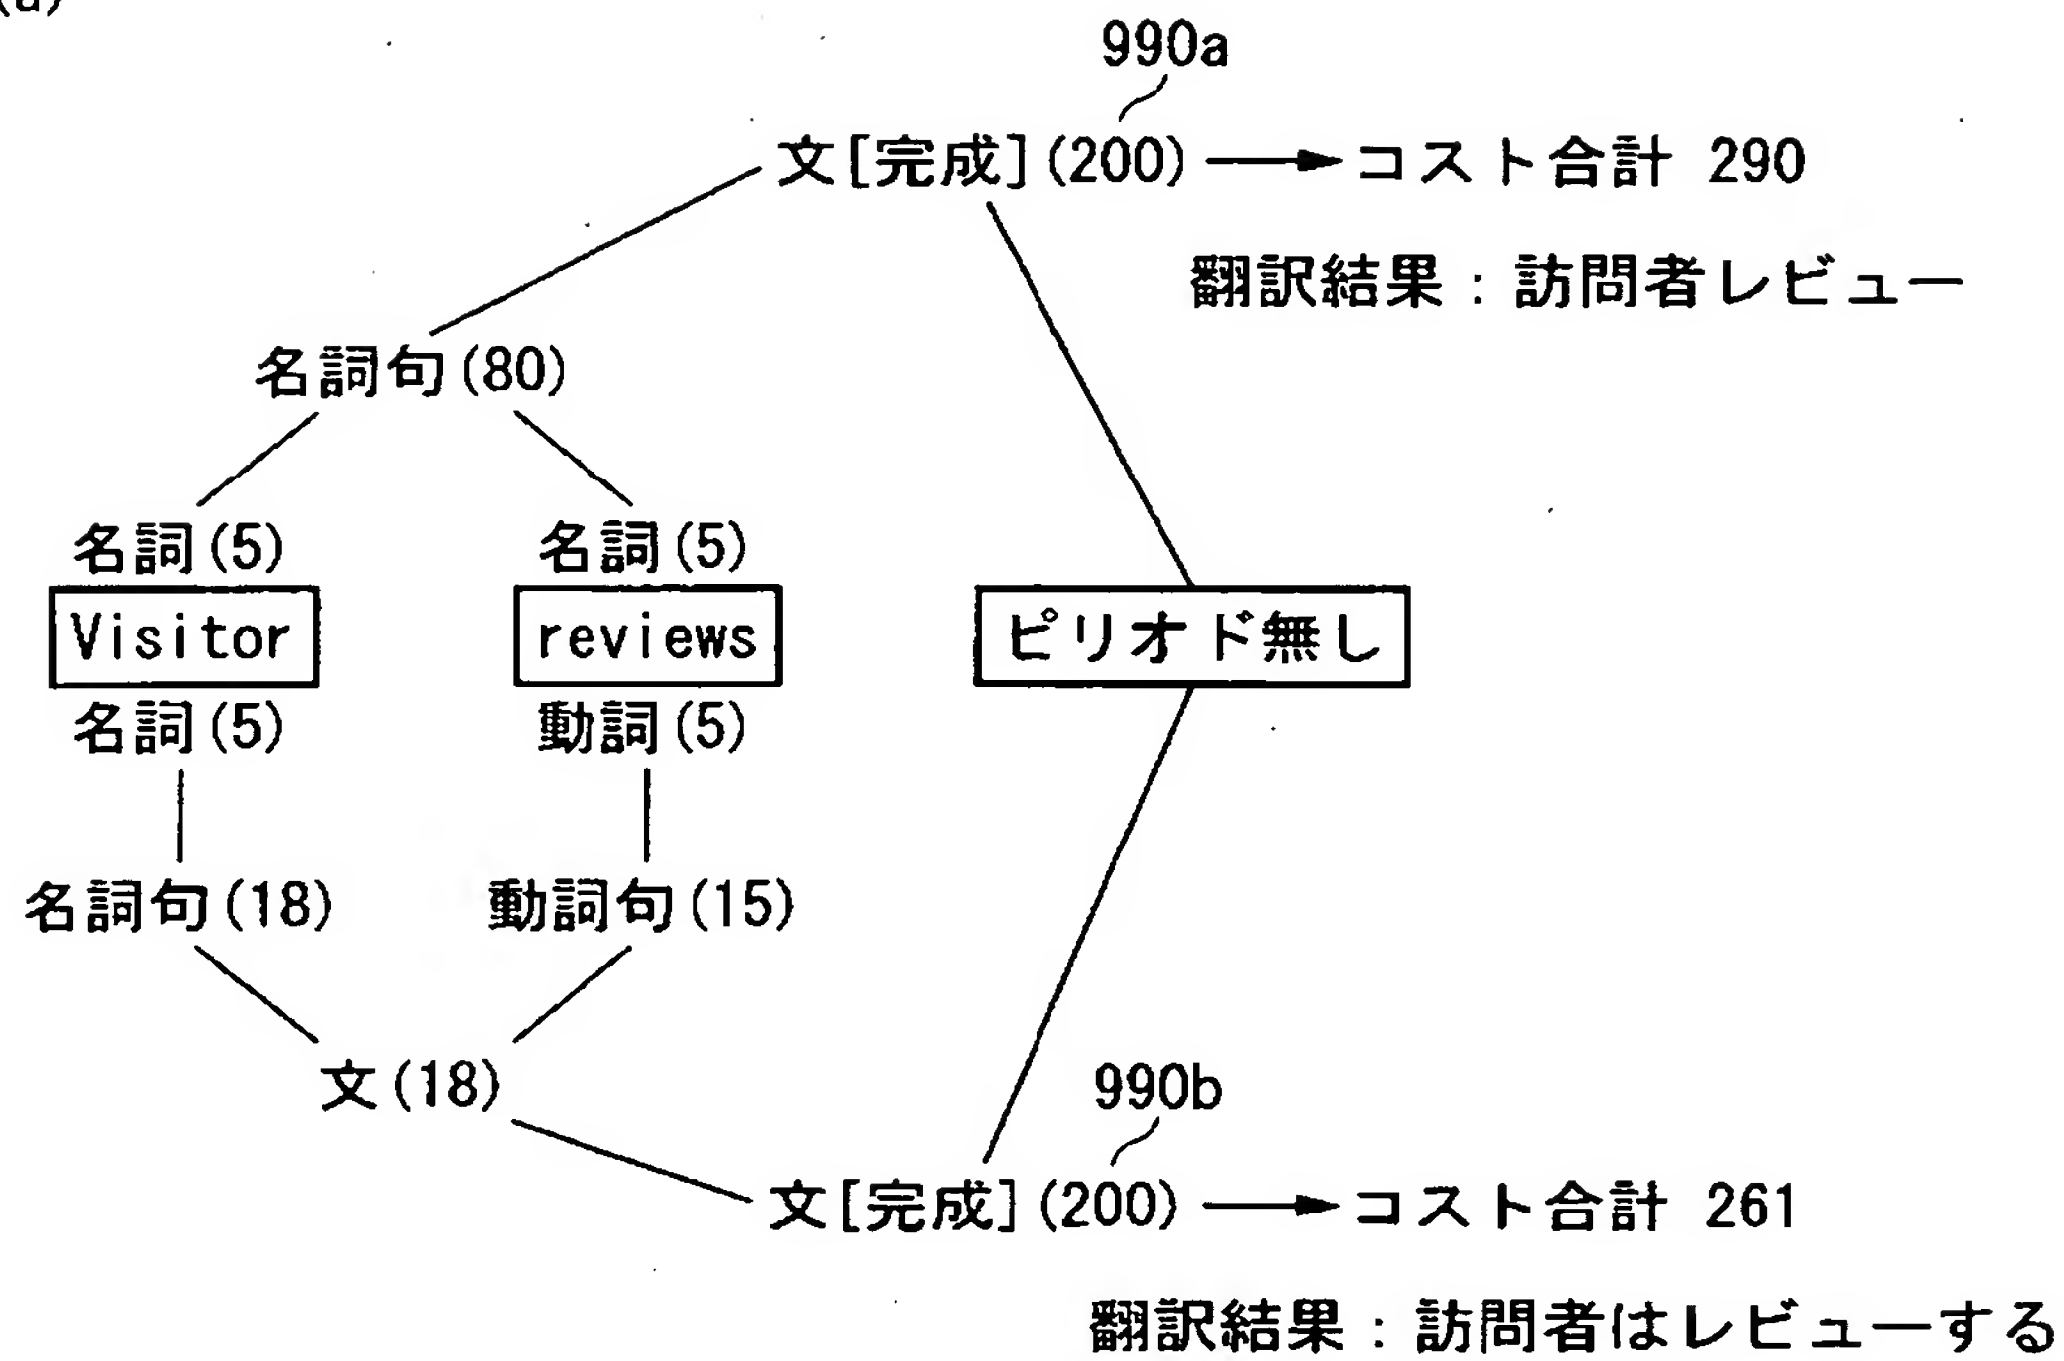 (a)
990a
文[完成](200) → コスト合計 290
翻訳結果：訪問者レビュー
名詞句(80)
名詞(5) 名詞(5)
Visitor reviews ピリオド無し
名詞(5) 動詞(5)
名詞句(18) 動詞句(15)
文(18)
990b
文[完成](200) → コスト合計 261
翻訳結果：訪問者はレビューする